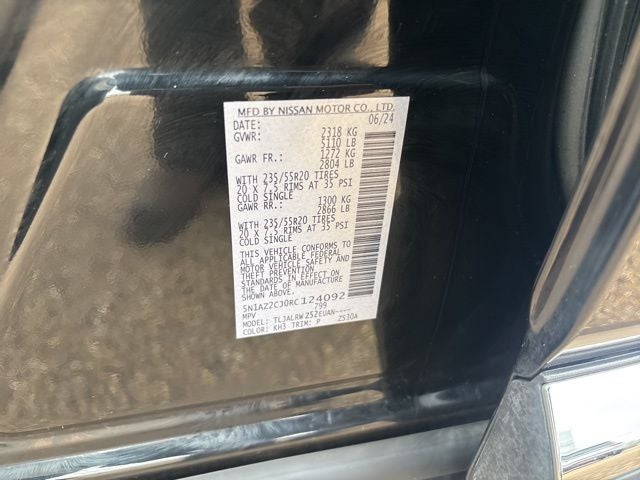 MFD BY NISSAN MOTOR CO., LTD.
DATE: 06/24
GVWR: 2318 KG
5110 LB
GAWR FR.: 1272 KG
2804 LB
WITH 235/55R20 TIRES
20 X 7.5 RIMS AT 35 PSI
COLD SINGLE
GAWR RR.: 1300 KG
2866 LB
WITH 235/55R20 TIRES
20 X 7.5 RIMS AT 35 PSI
COLD SINGLE
THIS VEHICLE CONFORMS TO
ALL APPLICABLE FEDERAL
MOTOR VEHICLE SAFETY AND
THEFT PREVENTION
STANDARDS IN EFFECT ON
THE DATE OF MANUFACTURE
SHOWN ABOVE.
5N1AZ2CJ0RC124092
MPV 799
MODEL: TLJALRWZ52EUAN----
COLOR: KH3 TRIM: P ZS30A